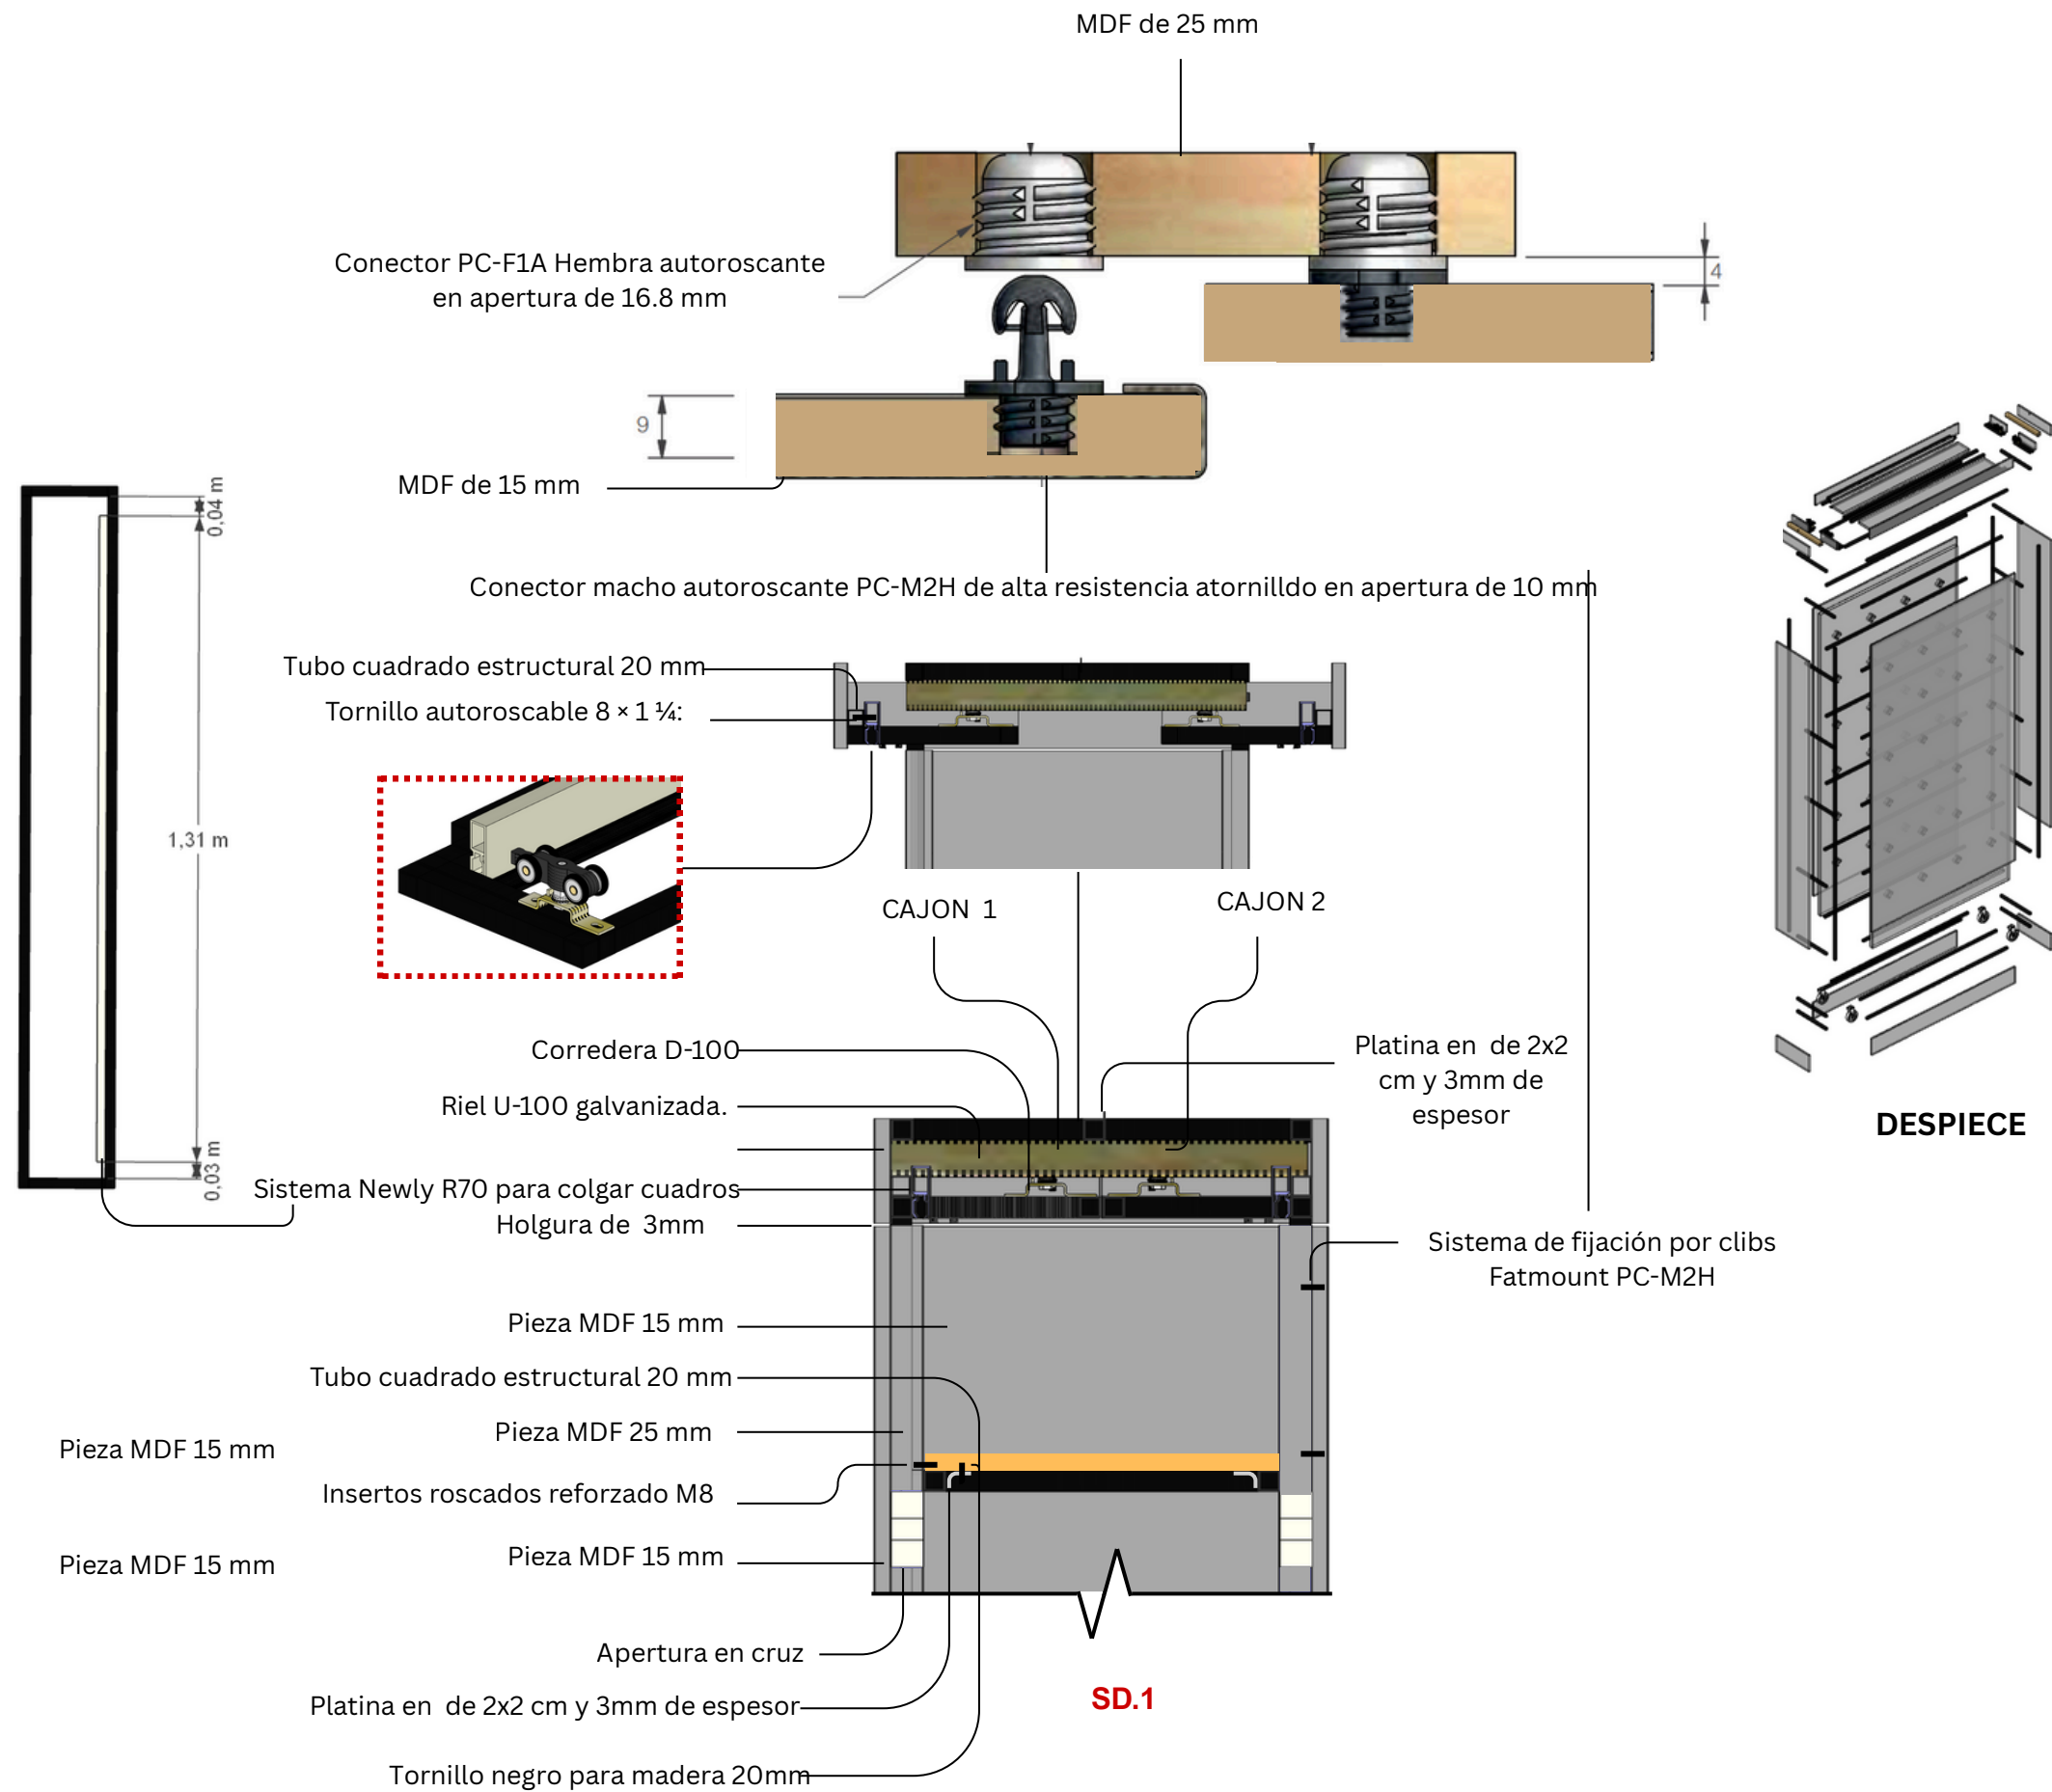 MDF de 25 mm
Conector PC-F1A Hembra autoroscante
en apertura de 16.8 mm
4
9
MDF de 15 mm
Conector macho autoroscante PC-M2H de alta resistencia atornilldo en apertura de 10 mm
0,04 m
1,31 m
0,03 m
Tubo cuadrado estructural 20 mm
Tornillo autoroscable 8 × 1 ¼:
CAJON 1
CAJON 2
Corredera D-100
Riel U-100 galvanizada.
Platina en de 2x2
cm y 3mm de
espesor
DESPIECE
Sistema Newly R70 para colgar cuadros
Holgura de 3mm
Sistema de fijación por clibs
Fatmount PC-M2H
Pieza MDF 15 mm
Tubo cuadrado estructural 20 mm
Pieza MDF 25 mm
Pieza MDF 15 mm
Insertos roscados reforzado M8
Pieza MDF 15 mm
Pieza MDF 15 mm
Apertura en cruz
Platina en de 2x2 cm y 3mm de espesor
SD.1
Tornillo negro para madera 20mm